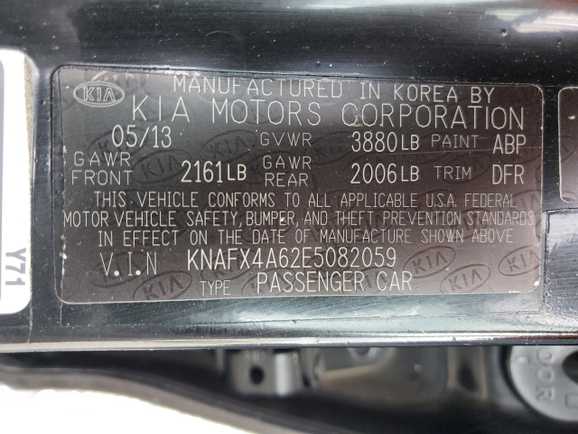 KIA MANUFACTURED IN KOREA BY
KIA MOTORS CORPORATION
05/13 GVWR 3880LB PAINT ABP
GAWR FRONT 2161LB GAWR REAR 2006LB TRIM DFR
THIS VEHICLE CONFORMS TO ALL APPLICABLE U.S.A. FEDERAL
MOTOR VEHICLE SAFETY, BUMPER, AND THEFT PREVENTION STANDARDS
IN EFFECT ON THE DATE OF MANUFACTURE SHOWN ABOVE
V.I.N KNAFX4A62E5082059
TYPE PASSENGER CAR
Y71
DOOR